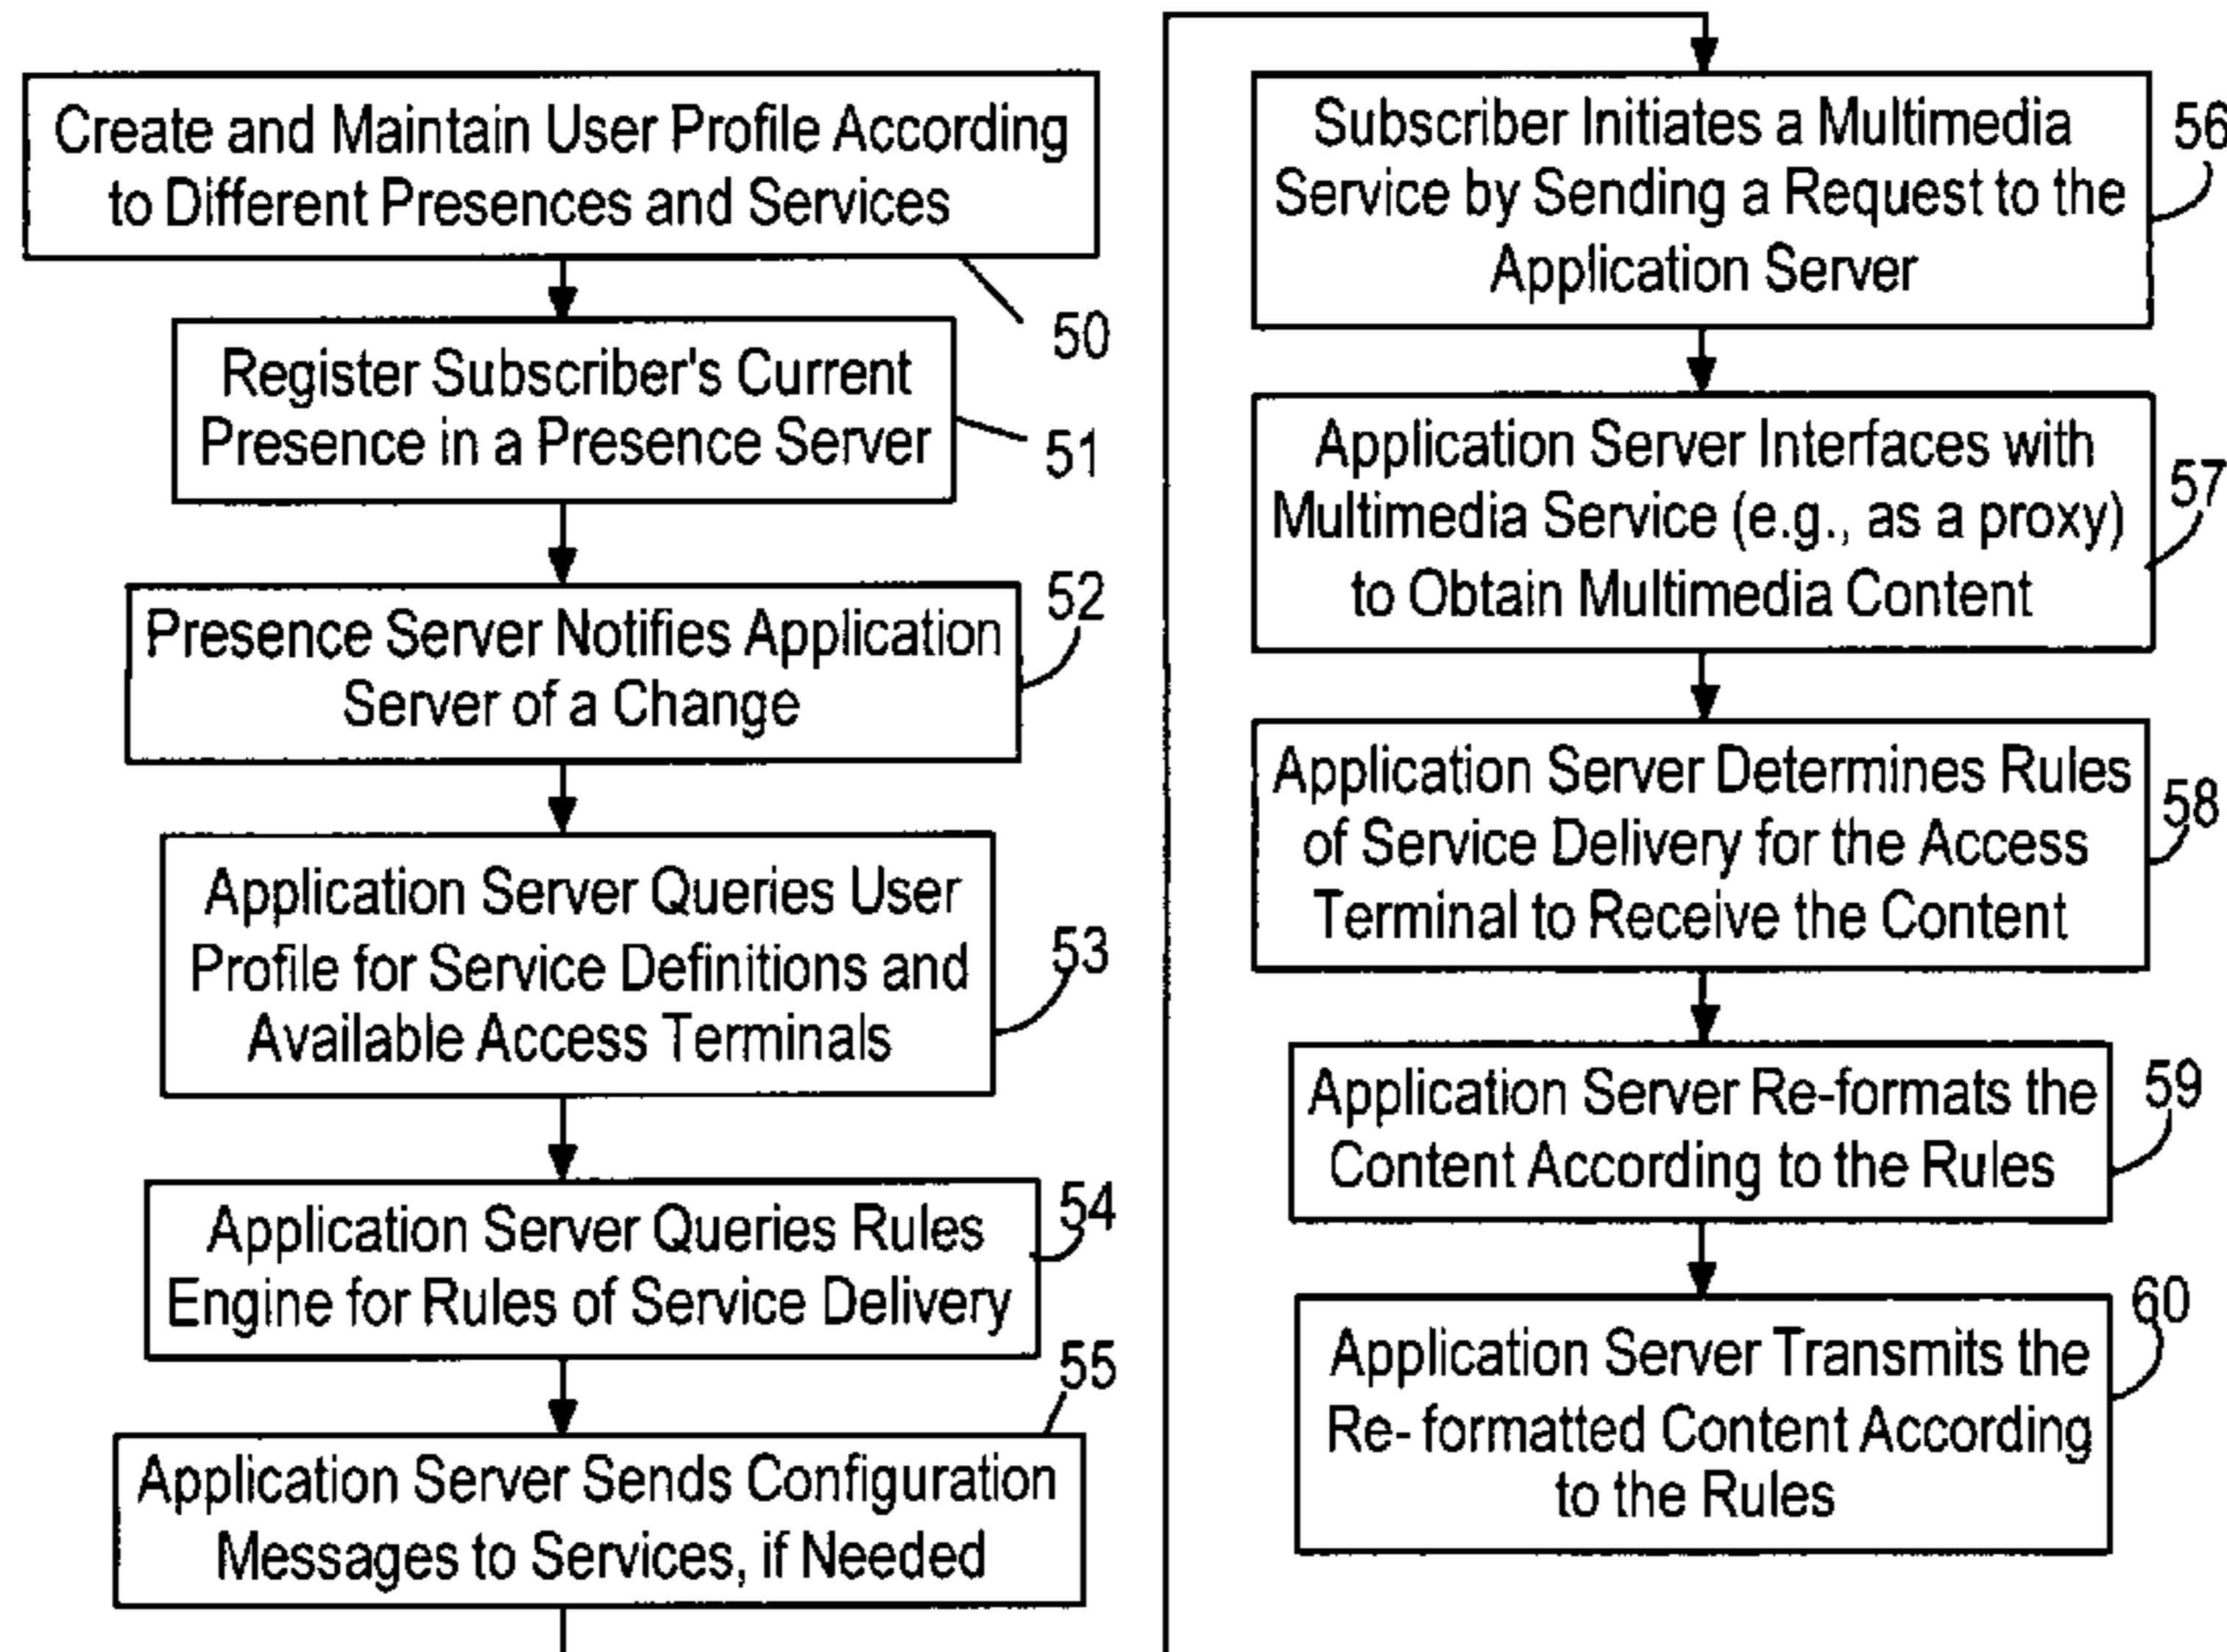 Create and Maintain User Profile According
to Different Presences and Services
50
Register Subscriber's Current
Presence in a Presence Server
51
Presence Server Notifies Application
Server of a Change
52
Application Server Queries User
Profile for Service Definitions and
Available Access Terminals
53
Application Server Queries Rules
Engine for Rules of Service Delivery
54
Application Server Sends Configuration
Messages to Services, if Needed
55
Subscriber Initiates a Multimedia
Service by Sending a Request to the
Application Server
56
Application Server Interfaces with
Multimedia Service (e.g., as a proxy)
to Obtain Multimedia Content
57
Application Server Determines Rules
of Service Delivery for the Access
Terminal to Receive the Content
58
Application Server Re-formats the
Content According to the Rules
59
Application Server Transmits the
Re- formatted Content According
to the Rules
60